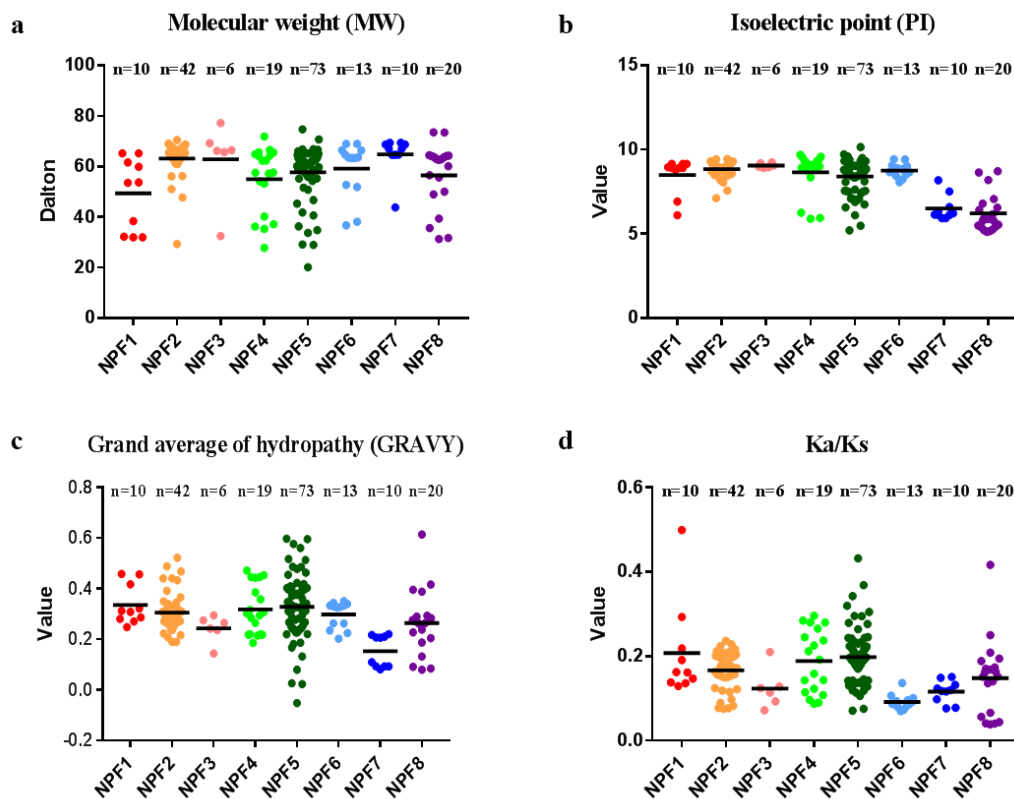 a
Molecular weight (MW)
n=10 n=42 n=6 n=19 n=73 n=13 n=10 n=20
100
80
60
40
20
0
Dalton
NPF1 NPF2 NPF3 NPF4 NPF5 NPF6 NPF7 NPF8
b
Isoelectric point (PI)
n=10 n=42 n=6 n=19 n=73 n=13 n=10 n=20
15
10
5
0
Value
NPF1 NPF2 NPF3 NPF4 NPF5 NPF6 NPF7 NPF8
c
Grand average of hydropathy (GRAVY)
n=10 n=42 n=6 n=19 n=73 n=13 n=10 n=20
0.8
0.6
0.4
0.2
0.0
-0.2
Value
NPF1 NPF2 NPF3 NPF4 NPF5 NPF6 NPF7 NPF8
d
Ka/Ks
n=10 n=42 n=6 n=19 n=73 n=13 n=10 n=20
0.6
0.4
0.2
0.0
Value
NPF1 NPF2 NPF3 NPF4 NPF5 NPF6 NPF7 NPF8